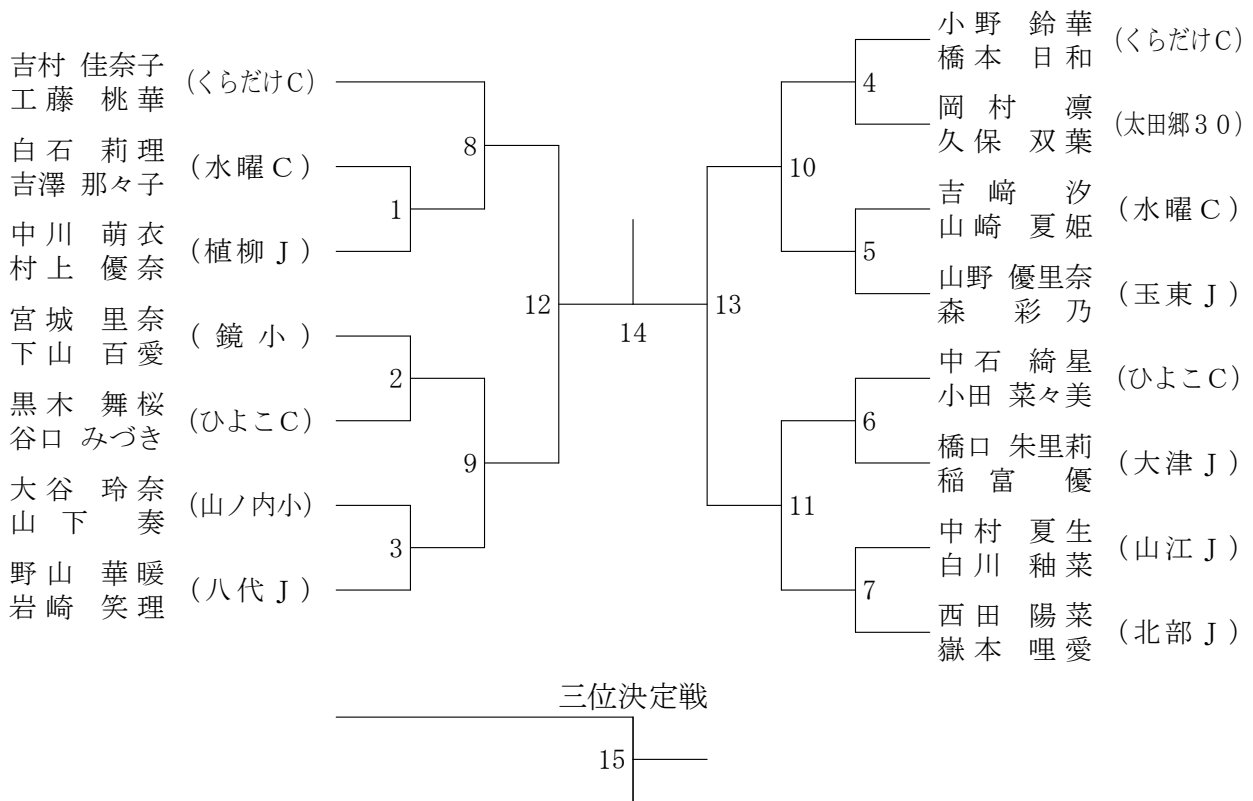 吉村 佳奈子
工藤 桃華
(くらだけC)
白石 莉理
吉澤 那々子
(水曜C)
中川 萌衣
村上 優奈
(植柳J)
宮城 里奈
下山 百愛
(鏡小)
黒木 舞桜
谷口 みづき
(ひよこC)
大谷 玲奈
山下 奏
(山ノ内小)
野山 華暖
岩崎 笑理
(八代J)
1
2
3
8
9
12
14
13
10
11
4
5
6
7
小野 鈴華
橋本 日和
(くらだけC)
岡村 凛
久保 双葉
(太田郷30)
吉﨑 汐
山崎 夏姫
(水曜C)
山野 優里奈
森 彩乃
(玉東J)
中石 綺星
小田 菜々美
(ひよこC)
橋口 朱里莉
稲富 優
(大津J)
中村 夏生
白川 釉菜
(山江J)
西田 陽菜
嶽本 哩愛
(北部J)
三位決定戦
15